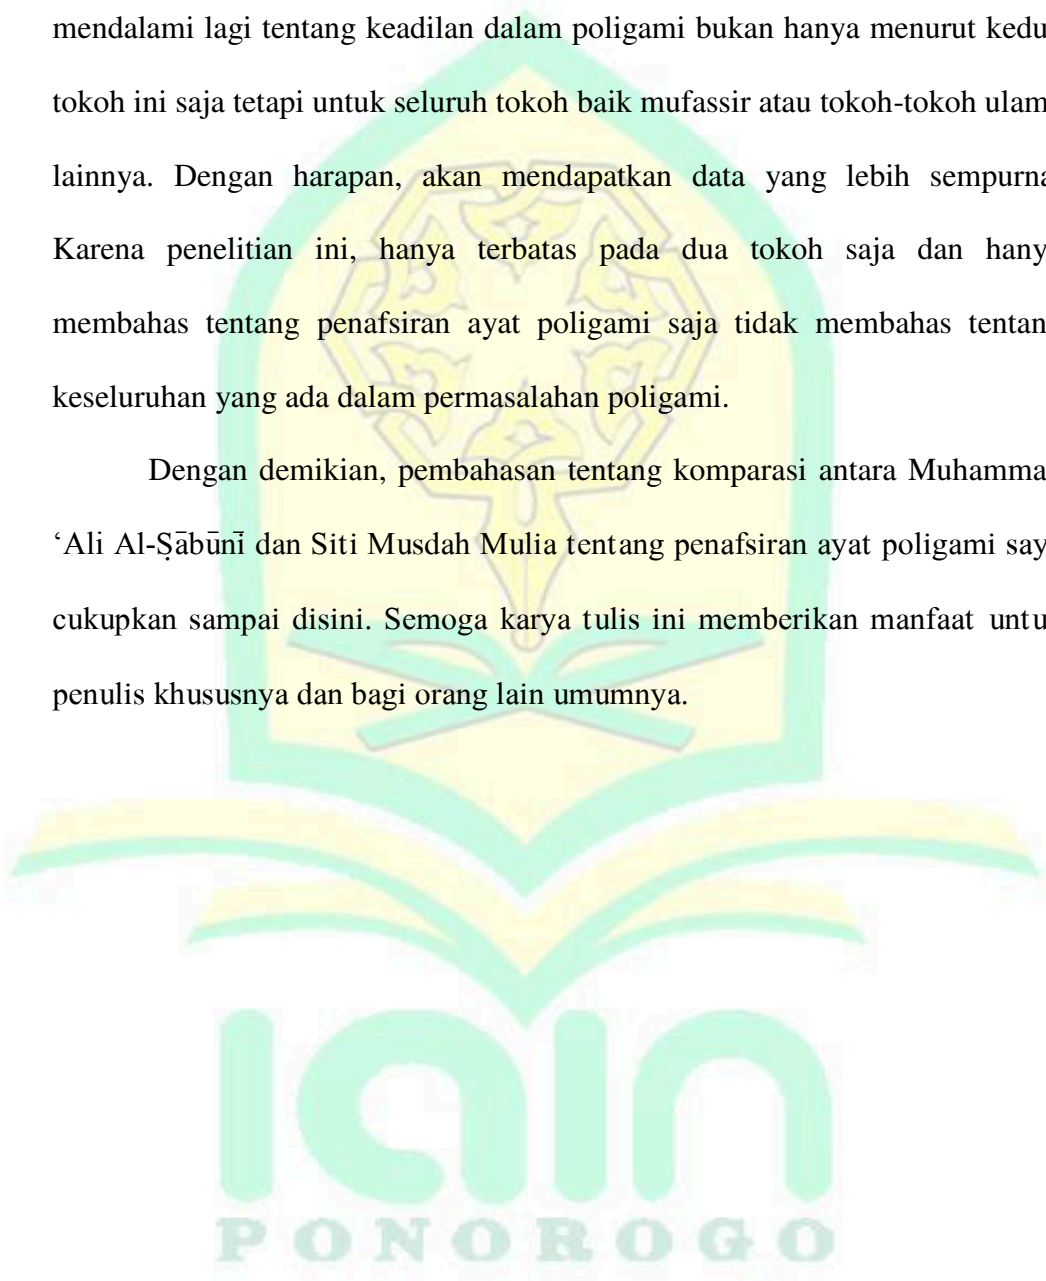 mendalami lagi tentang keadilan dalam poligami bukan hanya menurut kedu
tokoh ini saja tetapi untuk seluruh tokoh baik mufassir atau tokoh-tokoh ulam
lainnya. Dengan harapan, akan mendapatkan data yang lebih sempurna
Karena penelitian ini, hanya terbatas pada dua tokoh saja dan hany
membahas tentang penafsiran ayat poligami saja tidak membahas tentan
keseluruhan yang ada dalam permasalahan poligami.
Dengan demikian, pembahasan tentang komparasi antara Muhamma
‘Ali Al-Ṣābūnī dan Siti Musdah Mulia tentang penafsiran ayat poligami say
cukupkan sampai disini. Semoga karya tulis ini memberikan manfaat untu
penulis khususnya dan bagi orang lain umumnya.
iain
PONOROGO